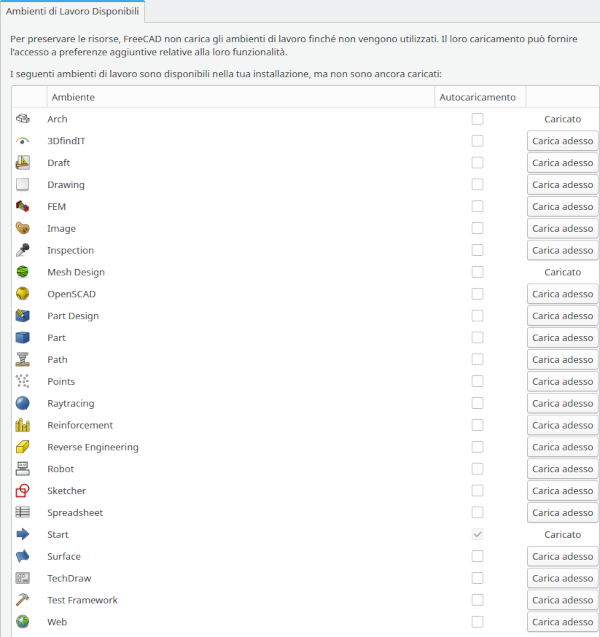 Ambienti di Lavoro Disponibili
Per preservare le risorse, FreeCAD non carica gli ambienti di lavoro finché non vengono utilizzati. Il loro caricamento può fornire
l'accesso a preferenze aggiuntive relative alla loro funzionalità.
I seguenti ambienti di lavoro sono disponibili nella tua installazione, ma non sono ancora caricati:
Ambiente Autocaricamento
Arch Caricato
3DfindIT Carica adesso
Draft Carica adesso
Drawing Carica adesso
FEM Carica adesso
Image Carica adesso
Inspection Carica adesso
Mesh Design Caricato
OpenSCAD Carica adesso
Part Design Carica adesso
Part Carica adesso
Path Carica adesso
Points Carica adesso
Raytracing Carica adesso
Reinforcement Carica adesso
Reverse Engineering Carica adesso
Robot Carica adesso
Sketcher Carica adesso
Spreadsheet Carica adesso
Start Caricato
Surface Carica adesso
TechDraw Carica adesso
Test Framework Carica adesso
Web Carica adesso